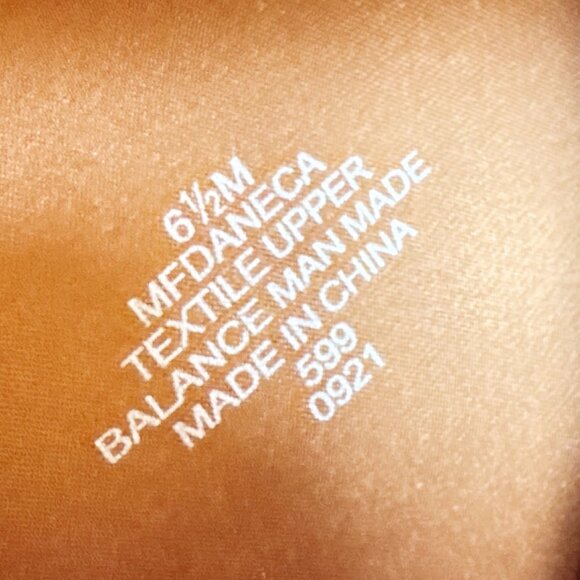 6½M
MFDANECA
TEXTILE UPPER
BALANCE MAN MADE
MADE IN CHINA
599
0921